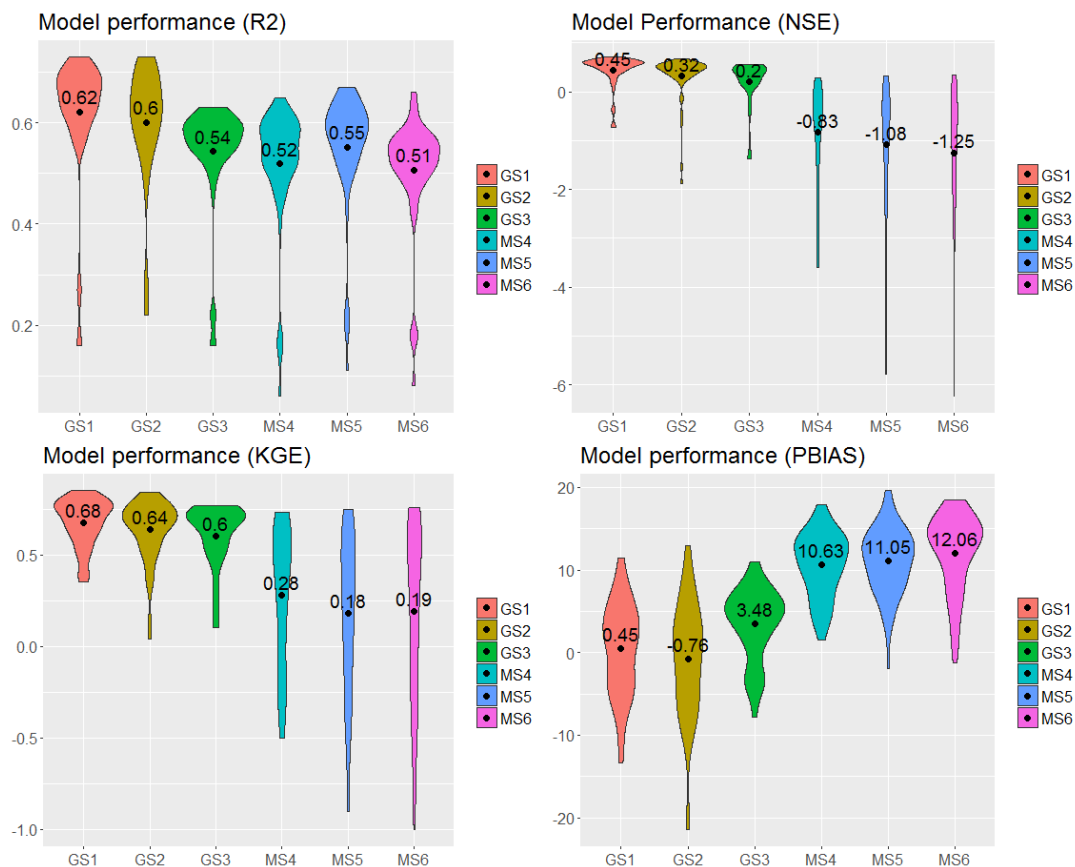 Model performance (R2)
0.6
0.4
0.2
0.62
0.6
0.54
0.52
0.55
0.51
GS1 GS2 GS3 MS4 MS5 MS6
GS1
GS2
GS3
MS4
MS5
MS6
Model Performance (NSE)
0
-2
-4
-6
0.45
0.32
0.2
-0.83
-1.08
-1.25
GS1 GS2 GS3 MS4 MS5 MS6
GS1
GS2
GS3
MS4
MS5
MS6
Model performance (KGE)
0.5
0.0
-0.5
-1.0
0.68
0.64
0.6
0.28
0.18
0.19
GS1 GS2 GS3 MS4 MS5 MS6
GS1
GS2
GS3
MS4
MS5
MS6
Model performance (PBIAS)
20
10
0
-10
-20
0.45
-0.76
3.48
10.63
11.05
12.06
GS1 GS2 GS3 MS4 MS5 MS6
GS1
GS2
GS3
MS4
MS5
MS6